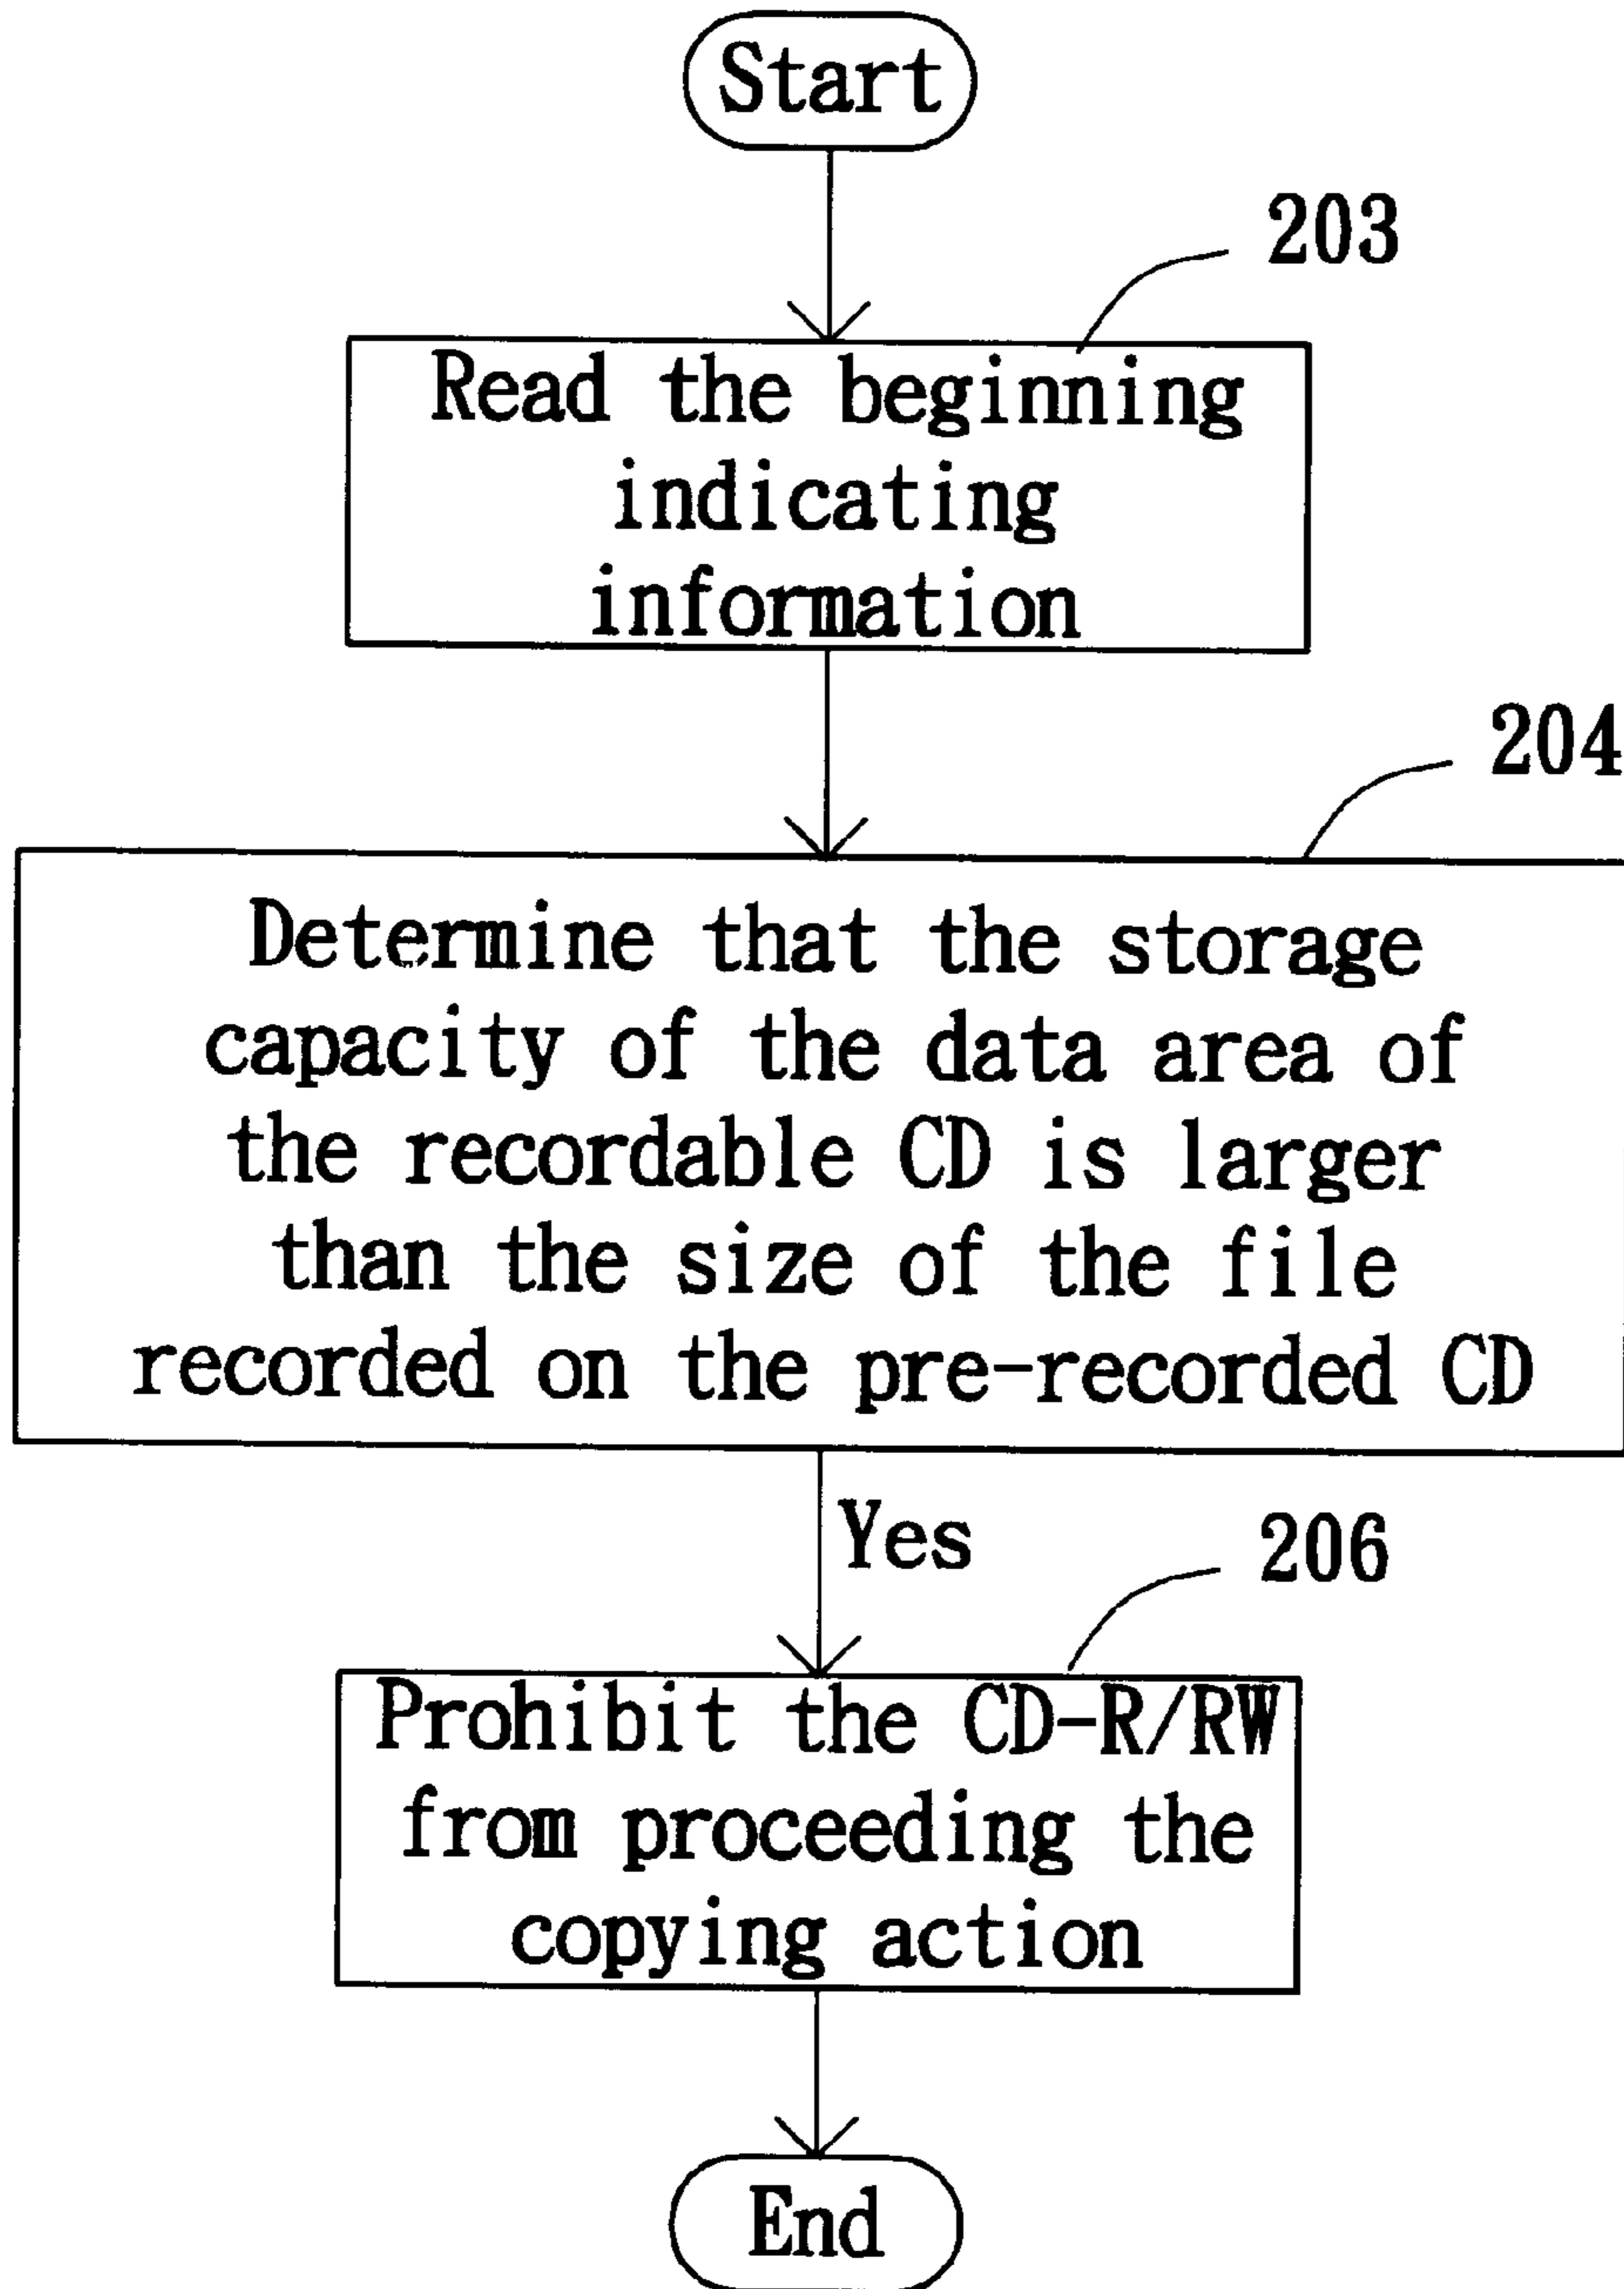 Start
203
Read the beginning
indicating
information
204
Determine that the storage
capacity of the data area of
the recordable CD is larger
than the size of the file
recorded on the pre-recorded CD
Yes
206
Prohibit the CD-R/RW
from proceeding the
copying action
End